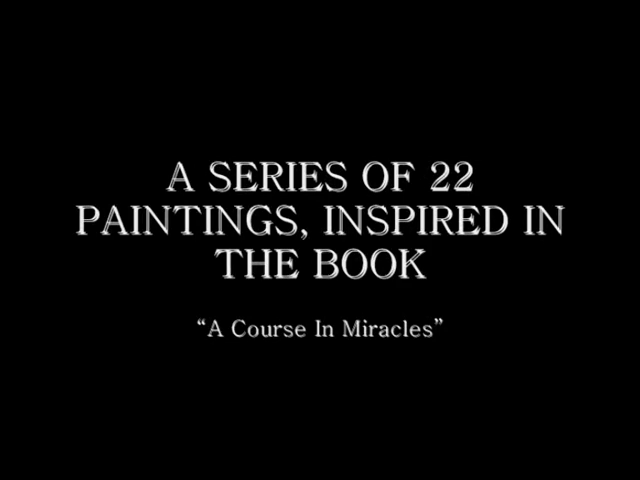 A SERIES OF 22
PAINTINGS, INSPIRED IN
THE BOOK
“A Course In Miracles”